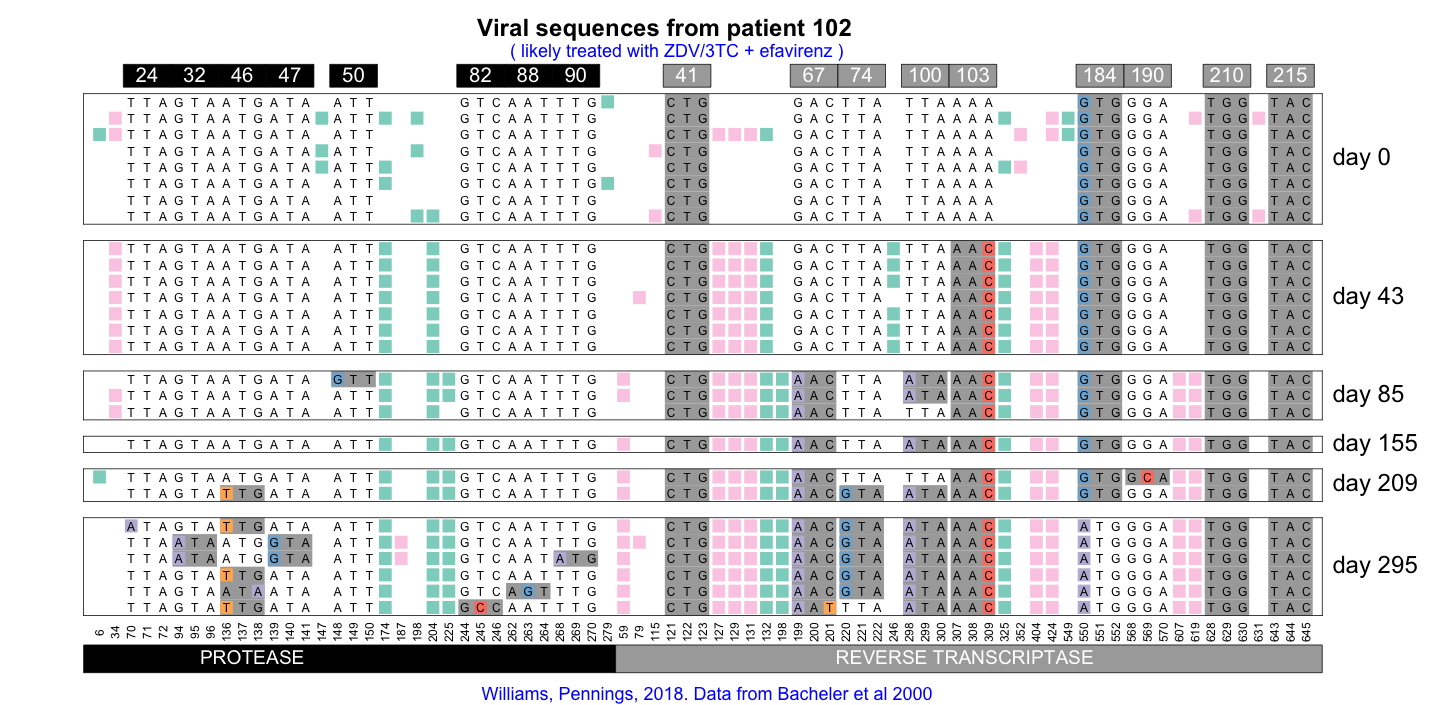 Viral sequences from patient 102
( likely treated with ZDV/3TC + efavirenz )
24 32 46 47 50 82 88 90 41 67 74 100 103 184 190 210 215
T T A G T A A T G A T A A T T G T C A A T T T G C T G G A C T T A T T A A A A G T G G G A T G G T A C
T T A G T A A T G A T A A T T G T C A A T T T G C T G G A C T T A T T A A A A G T G G G A T G G T A C
T T A G T A A T G A T A A T T G T C A A T T T G C T G G A C T T A T T A A A A G T G G G A T G G T A C
T T A G T A A T G A T A A T T G T C A A T T T G C T G G A C T T A T T A A A A G T G G G A T G G T A C
T T A G T A A T G A T A A T T G T C A A T T T G C T G G A C T T A T T A A A A G T G G G A T G G T A C
T T A G T A A T G A T A A T T G T C A A T T T G C T G G A C T T A T T A A A A G T G G G A T G G T A C
T T A G T A A T G A T A A T T G T C A A T T T G C T G G A C T T A T T A A A A G T G G G A T G G T A C
T T A G T A A T G A T A A T T G T C A A T T T G C T G G A C T T A T T A A A A G T G G G A T G G T A C
day 0
T T A G T A A T G A T A A T T G T C A A T T T G C T G G A C T T A T T A A A C G T G G G A T G G T A C
T T A G T A A T G A T A A T T G T C A A T T T G C T G G A C T T A T T A A A C G T G G G A T G G T A C
T T A G T A A T G A T A A T T G T C A A T T T G C T G G A C T T A T T A A A C G T G G G A T G G T A C
T T A G T A A T G A T A A T T G T C A A T T T G C T G G A C T T A T T A A A C G T G G G A T G G T A C
T T A G T A A T G A T A A T T G T C A A T T T G C T G G A C T T A T T A A A C G T G G G A T G G T A C
T T A G T A A T G A T A A T T G T C A A T T T G C T G G A C T T A T T A A A C G T G G G A T G G T A C
T T A G T A A T G A T A A T T G T C A A T T T G C T G G A C T T A T T A A A C G T G G G A T G G T A C
day 43
T T A G T A A T G A T A G T T G T C A A T T T G C T G A A C T T A A T A A A C G T G G G A T G G T A C
T T A G T A A T G A T A A T T G T C A A T T T G C T G A A C T T A A T A A A C G T G G G A T G G T A C
T T A G T A A T G A T A A T T G T C A A T T T G C T G A A C T T A T T A A A C G T G G G A T G G T A C
day 85
T T A G T A A T G A T A A T T G T C A A T T T G C T G A A C T T A A T A A A C G T G G G A T G G T A C
day 155
T T A G T A A T G A T A A T T G T C A A T T T G C T G A A C T T A T T A A A C G T G G C A T G G T A C
T T A G T A T T G A T A A T T G T C A A T T T G C T G A A C G T A A T A A A C G T G G G A T G G T A C
day 209
A T A G T A T T G A T A A T T G T C A A T T T G C T G A A C G T A A T A A A C A T G G G A T G G T A C
T T A A T A A T G G T A A T T G T C A A T T T G C T G A A C G T A A T A A A C A T G G G A T G G T A C
T T A A T A A T G G T A A T T G T C A A T A T G C T G A A C G T A A T A A A C A T G G G A T G G T A C
T T A G T A T T G A T A A T T G T C A A T T T G C T G A A C G T A A T A A A C A T G G G A T G G T A C
T T A G T A A T A A T A A T T G T C A G T T T G C T G A A C G T A A T A A A C A T G G G A T G G T A C
T T A G T A T T G A T A A T T G C C A A T T T G C T G A A T T T A A T A A A C A T G G G A T G G T A C
day 295
6 34 70 71 72 94 95 96 136 137 138 139 140 141 147 148 149 150 174 187 198 204 225 244 245 246 262 263 264 268 269 270 279 59 79 115 121 122 123 127 129 131 132 198 199 200 201 220 221 222 246 298 299 300 307 308 309 325 352 404 424 549 550 551 552 568 569 570 607 619 628 629 630 631 643 644 645
PROTEASE REVERSE TRANSCRIPTASE
Williams, Pennings, 2018. Data from Bacheler et al 2000